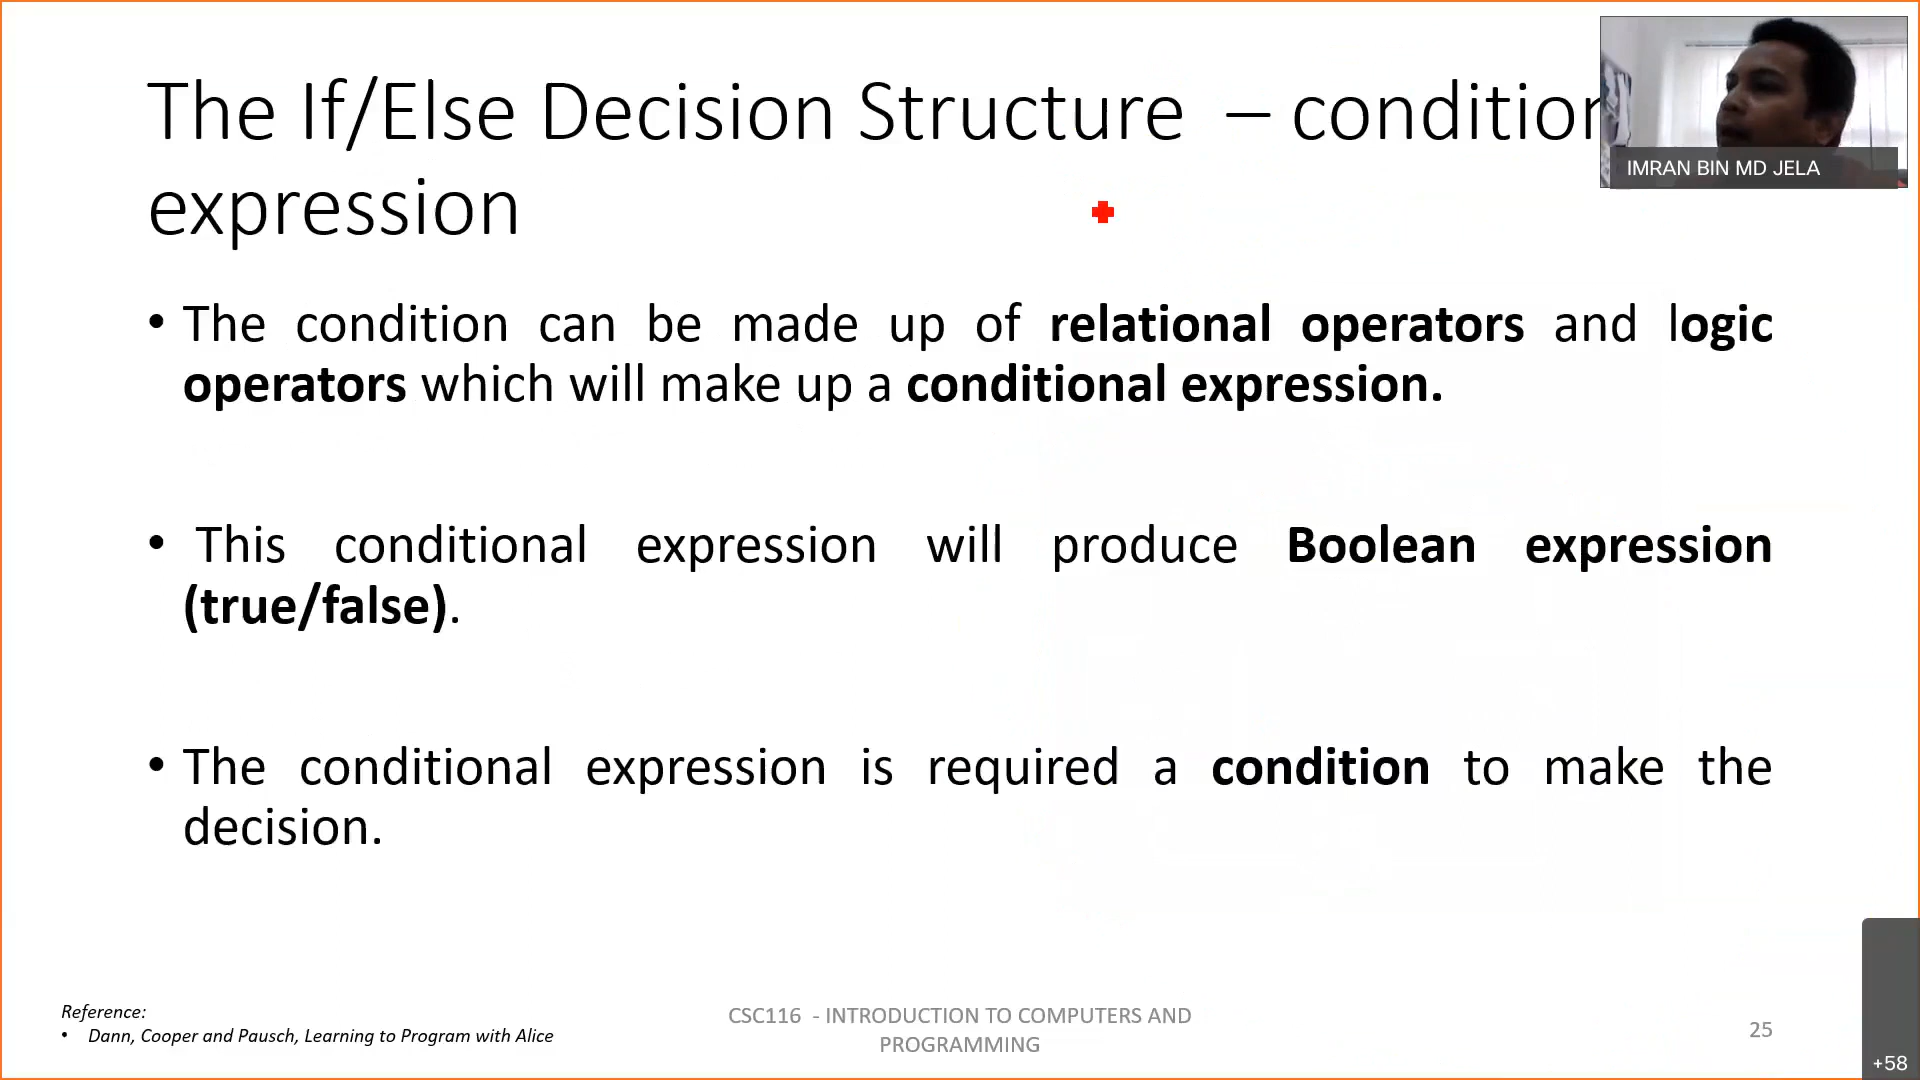 The If/Else Decision Structure – condition
expression
IMRAN BIN MD JELA
• The condition can be made up of relational operators and logic
operators which will make up a conditional expression.
• This conditional expression will produce Boolean expression
(true/false).
• The conditional expression is required a condition to make the
decision.
Reference:
• Dann, Cooper and Pausch, Learning to Program with Alice
CSC116 - INTRODUCTION TO COMPUTERS AND
PROGRAMMING
25
+58